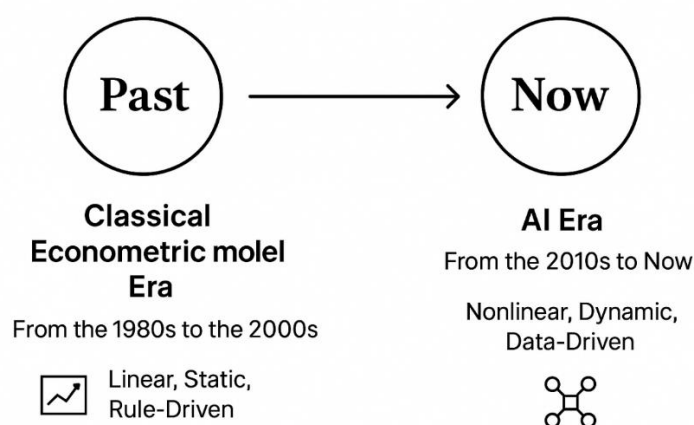 Past
Now
Classical
Econometric molel
Era
From the 1980s to the 2000s
Linear, Static,
Rule-Driven
AI Era
From the 2010s to Now
Nonlinear, Dynamic,
Data-Driven